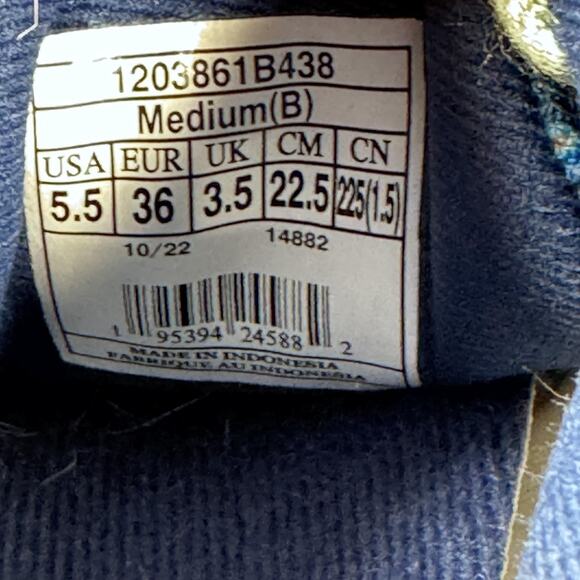 1203861B438
Medium(B)
USA EUR UK CM CN
5.5 36 3.5 22.5 225(1.5)
10/22 14882
1 95394 24588 2
MADE IN INDONESIA
FABRIQUE AU INDONESIA